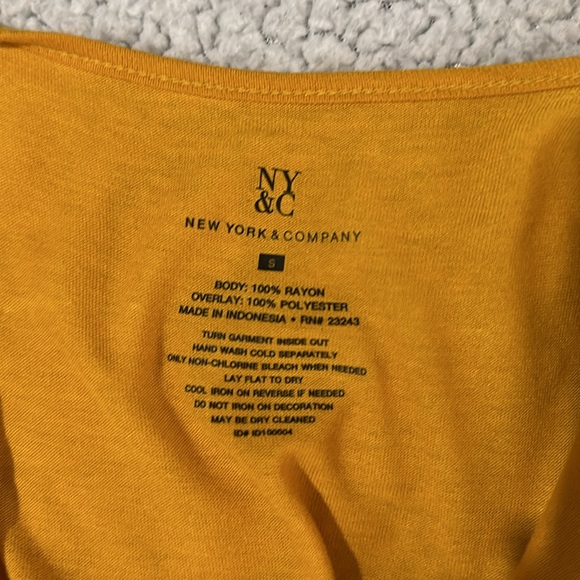 NY
&C
NEW YORK & COMPANY
S
BODY: 100% RAYON
OVERLAY: 100% POLYESTER
MADE IN INDONESIA • RN# 23243
TURN GARMENT INSIDE OUT
HAND WASH COLD SEPARATELY
ONLY NON-CHLORINE BLEACH WHEN NEEDED
LAY FLAT TO DRY
COOL IRON ON REVERSE IF NEEDED
DO NOT IRON ON DECORATION
MAY BE DRY CLEANED
ID# ID100004